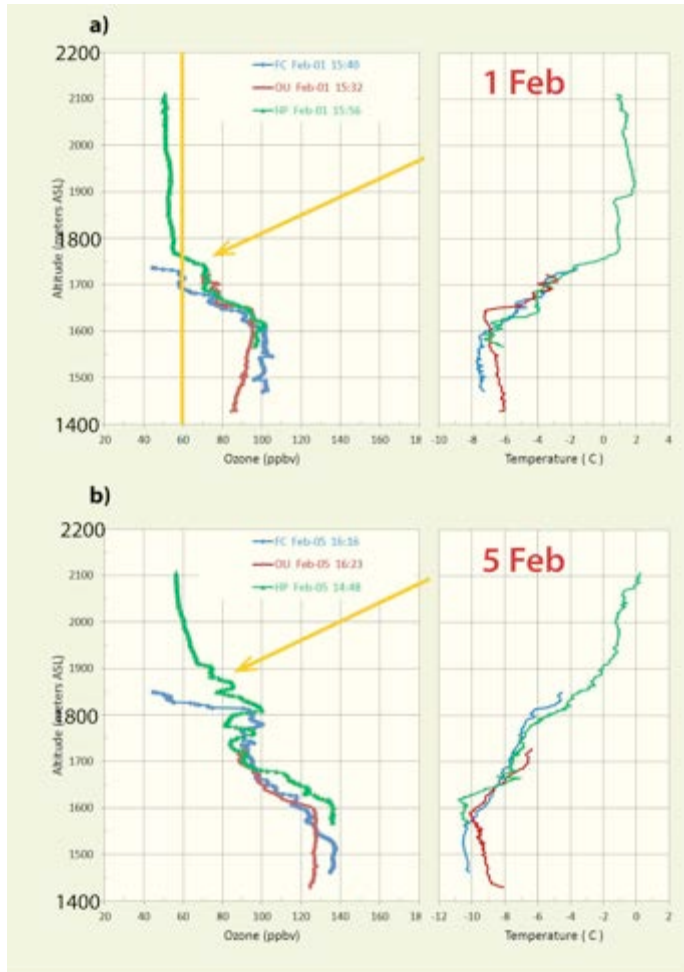 a)
2200
FC Feb-01 15:40
OU Feb-01 15:32
HP Feb-01 15:56
1 Feb
2100
2000
1900
1800
1700
1600
1500
1400
Altitude (meters ASL)
20 40 60 80 100 120 140 160 18
-10 -8 -6 -4 -2 0 2 4
Ozone (ppbv)
Temperature ( C )
b)
2200
FC Feb-05 16:16
OU Feb-05 16:23
HP Feb-05 14:48
5 Feb
2100
2000
1900
1800
1700
1600
1500
1400
Altitude (meters ASL)
20 40 60 80 100 120 140 160 18
-12 -10 -8 -6 -4 -2 0 2
Ozone (ppbv)
Temperature ( C )